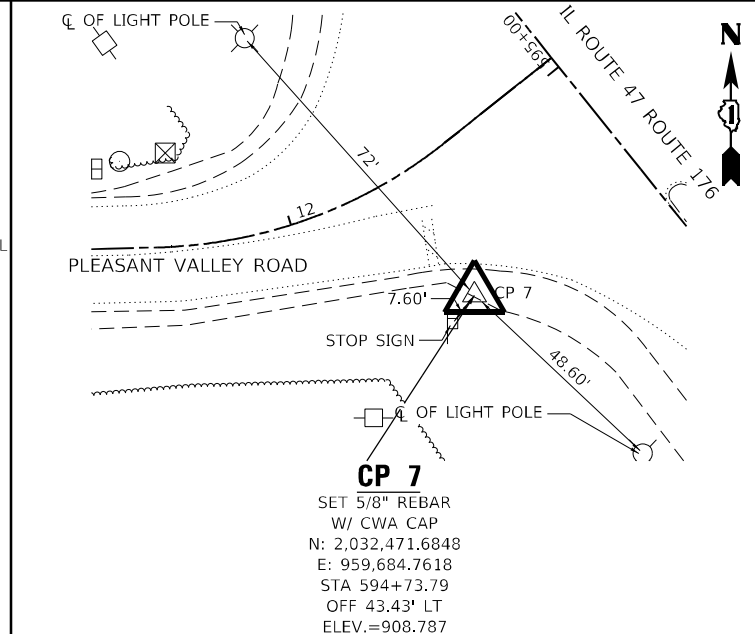 ℄ OF LIGHT POLE
N
595+00
IL ROUTE 47 ROUTE 176
72'
12
L
PLEASANT VALLEY ROAD
7.60'
CP 7
STOP SIGN
48.60'
℄ OF LIGHT POLE
CP 7
SET 5/8" REBAR
W/ CWA CAP
N: 2,032,471.6848
E: 959,684.7618
STA 594+73.79
OFF 43.43' LT
ELEV.=908.787